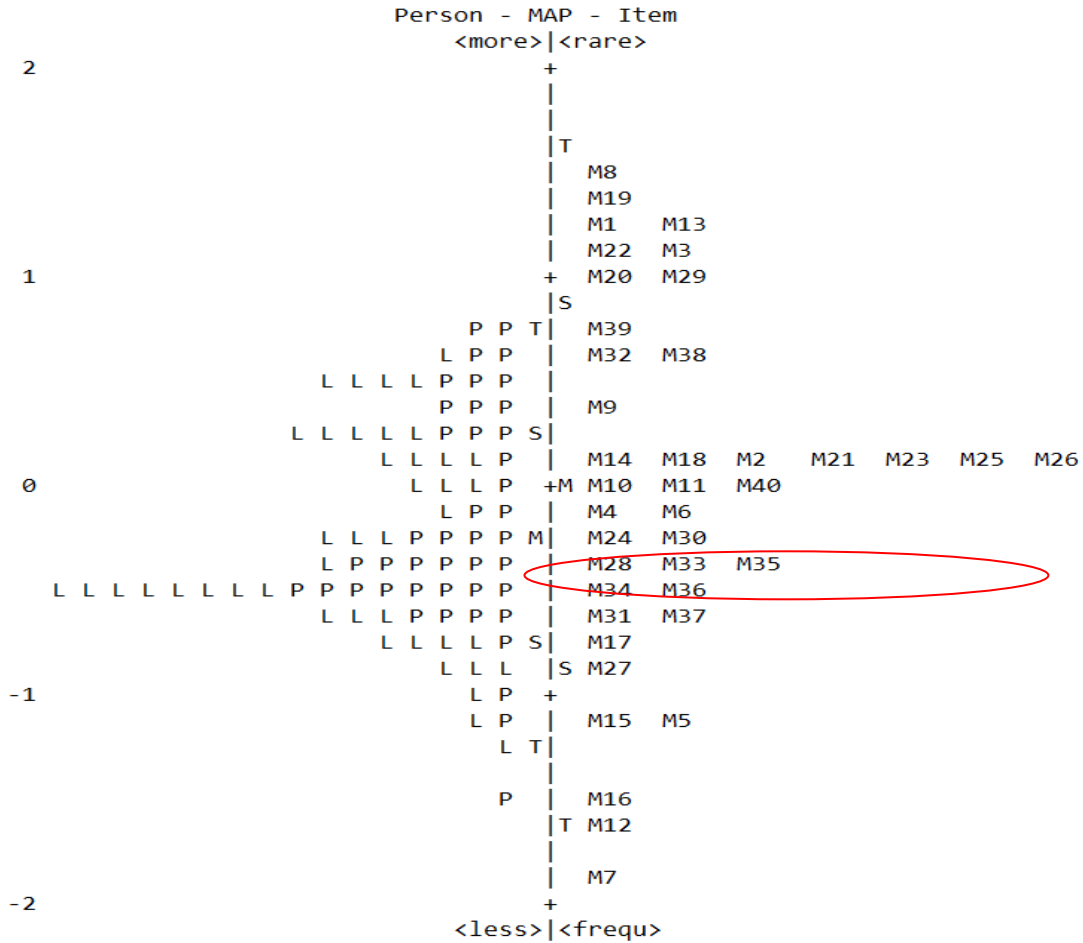 Person - MAP - Item
<more>|<rare>
2 +
|
|
|T
| M8
| M19
| M1 M13
| M22 M3
1 + M20 M29
|S
P P T| M39
L P P | M32 M38
L L L L P P P |
P P P | M9
L L L L L P P P S|
L L L L P | M14 M18 M2 M21 M23 M25 M26
0 L L L P +M M10 M11 M40
L P P | M4 M6
L L L P P P P M| M24 M30
L P P P P P P | M28 M33 M35
L L L L L L L L P P P P P P P P | M34 M36
L L L P P P P | M31 M37
L L L L P S| M17
L L L |S M27
-1 L P +
L P | M15 M5
L T|
|
P | M16
|T M12
|
| M7
-2 +
<less>|<frequ>